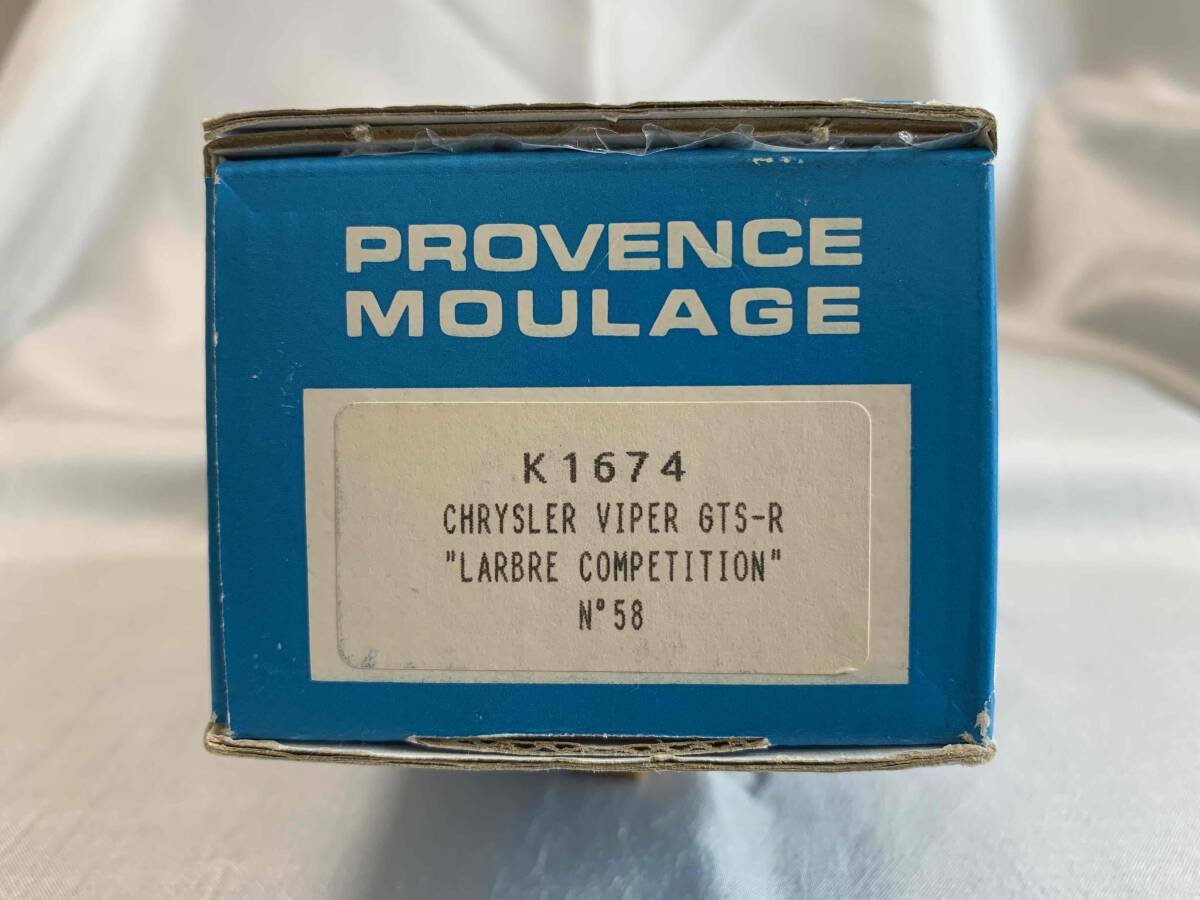 PROVENCE
MOULAGE
K1674
CHRYSLER VIPER GTS-R
"LARBRE COMPETITION"
N°58